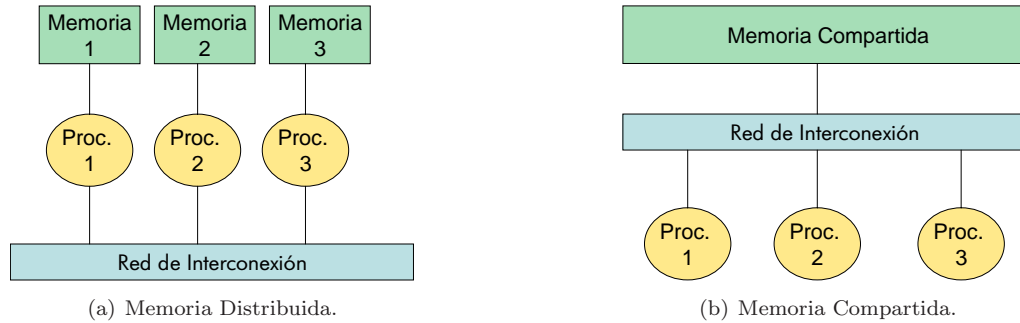 Memoria
1
Memoria
2
Memoria
3
Proc.
1
Proc.
2
Proc.
3
Red de Interconexión
(a) Memoria Distribuida.
Memoria Compartida
Red de Interconexión
Proc.
1
Proc.
2
Proc.
3
(b) Memoria Compartida.